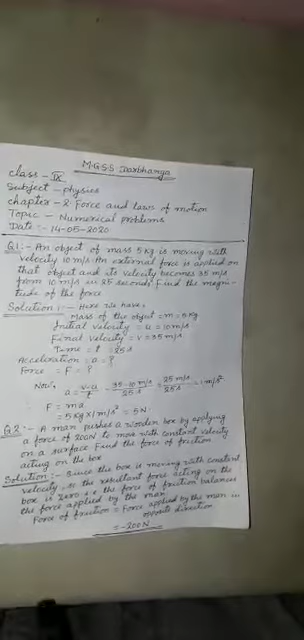 M.G.S.S Darbhanga
class - IX
Subject - physics
chapter - 2 Force and laws of motion
Topic - Numerical problems
Date :- 14-05-2020
Q1:- An object of mass 5 kg is moving with
velocity 10 m/s. An external force is applied on
that object and its velocity becomes 35 m/s
from 10 m/s in 25 seconds. Find the magni-
tude of the force
Solution :- Here we have,
Mass of the object = m = 5 kg
Initial velocity = u = 10 m/s
Final velocity = v = 35 m/s
Time = t = 25 s
Acceleration = a = ?
Force = F = ?
Now, a = v-u/t = 35-10 m/s/25 s = 25 m/s/25 s = 1 m/s²
F = ma
= 5 kg x 1 m/s² = 5N
Q2:- A man pushes a wooden box by applying
a force of 200N to move with constant velocity
on a surface. Find the force of friction
acting on the box
Solution :- Since the box is moving with constant
velocity, so the resultant force acting on the
box is zero i.e the force of friction balances
the force applied by the man
Force of friction = Force applied by the man in
opposite direction
= -200N